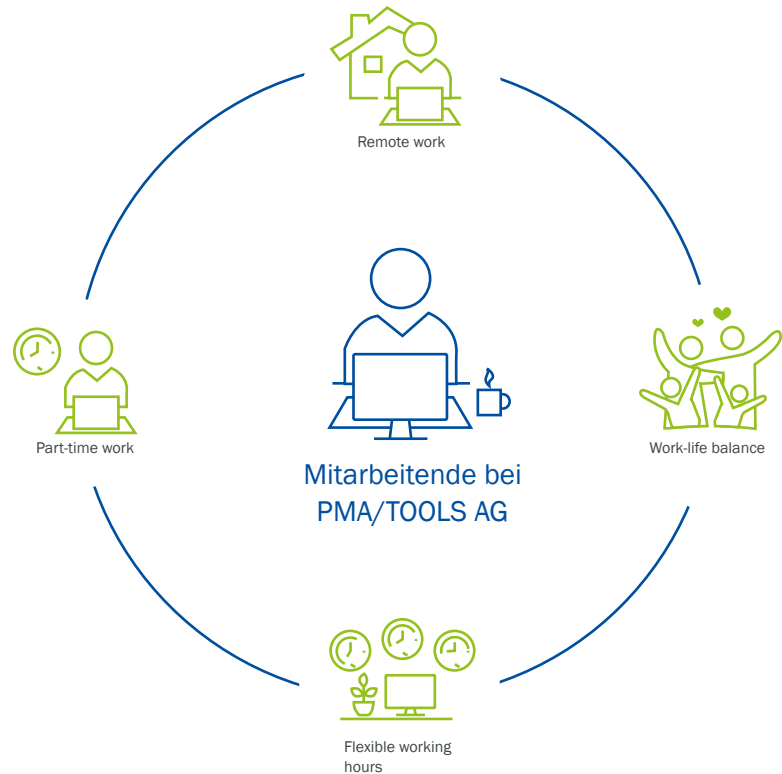 Remote work
Part-time work
Work-life balance
Mitarbeitende bei
PMA/TOOLS AG
Flexible working
hours